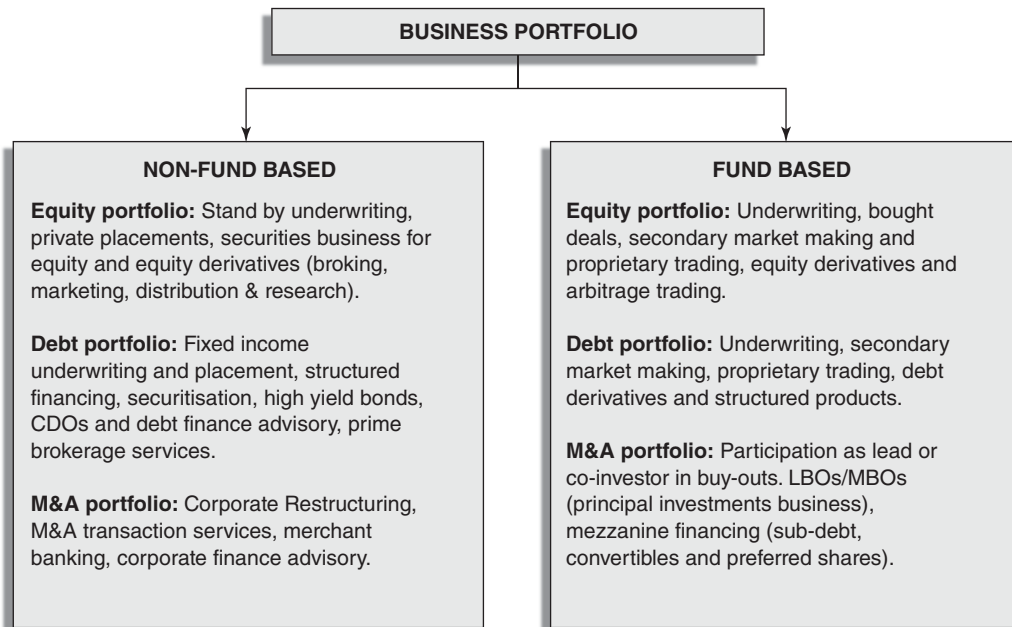 BUSINESS PORTFOLIO
NON-FUND BASED
Equity portfolio: Stand by underwriting,
private placements, securities business for
equity and equity derivatives (broking,
marketing, distribution & research).
Debt portfolio: Fixed income
underwriting and placement, structured
financing, securitisation, high yield bonds,
CDOs and debt finance advisory, prime
brokerage services.
M&A portfolio: Corporate Restructuring,
M&A transaction services, merchant
banking, corporate finance advisory.
FUND BASED
Equity portfolio: Underwriting, bought
deals, secondary market making and
proprietary trading, equity derivatives and
arbitrage trading.
Debt portfolio: Underwriting, secondary
market making, proprietary trading, debt
derivatives and structured products.
M&A portfolio: Participation as lead or
co-investor in buy-outs. LBOs/MBOs
(principal investments business),
mezzanine financing (sub-debt,
convertibles and preferred shares).